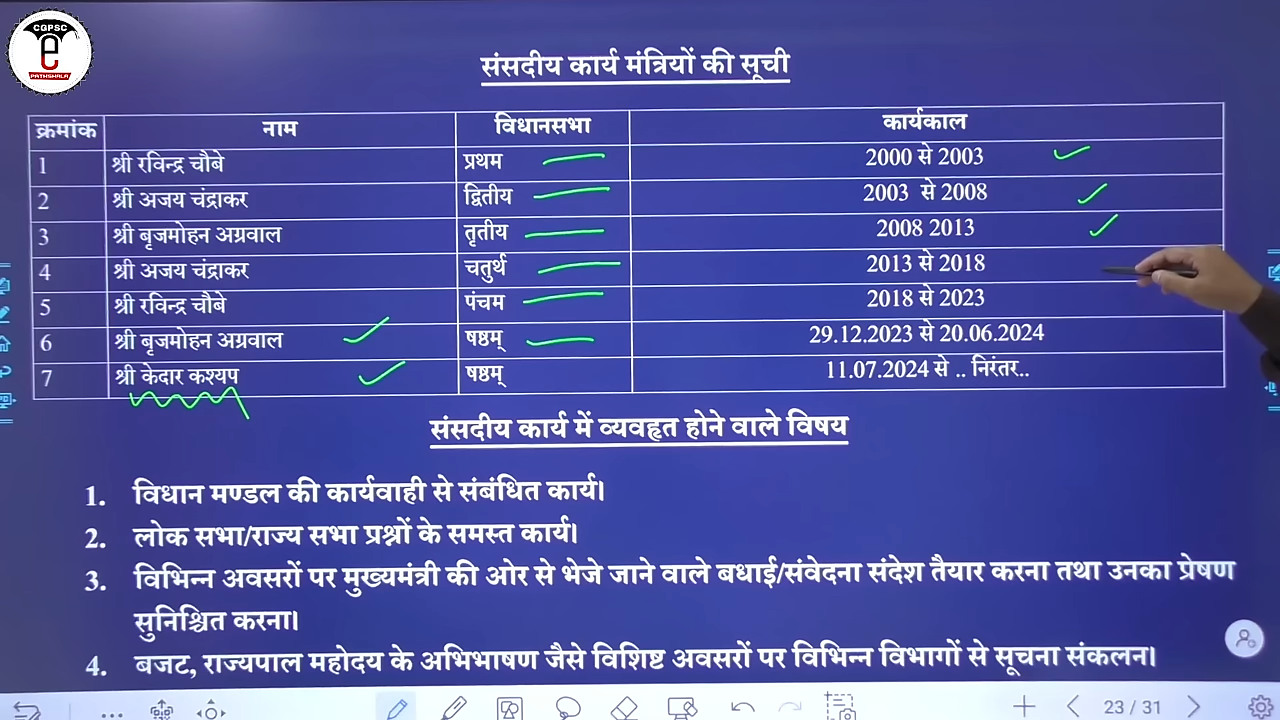 CGPSC
e
PATHSHALA
संसदीय कार्य मंत्रियों की सूची
क्रमांक नाम विधानसभा कार्यकाल
1 श्री रविन्द्र चौबे प्रथम 2000 से 2003
2 श्री अजय चंद्राकर द्वितीय 2003 से 2008
3 श्री बृजमोहन अग्रवाल तृतीय 2008 2013
4 श्री अजय चंद्राकर चतुर्थ 2013 से 2018
5 श्री रविन्द्र चौबे पंचम 2018 से 2023
6 श्री बृजमोहन अग्रवाल षष्ठम् 29.12.2023 से 20.06.2024
7 श्री केदार कश्यप षष्ठम् 11.07.2024 से .. निरंतर..
संसदीय कार्य में व्यवहृत होने वाले विषय
1. विधान मण्डल की कार्यवाही से संबंधित कार्य।
2. लोक सभा/राज्य सभा प्रश्नों के समस्त कार्य।
3. विभिन्न अवसरों पर मुख्यमंत्री की ओर से भेजे जाने वाले बधाई/संवेदना संदेश तैयार करना तथा उनका प्रेषण
सुनिश्चित करना।
4. बजट, राज्यपाल महोदय के अभिभाषण जैसे विशिष्ट अवसरों पर विभिन्न विभागों से सूचना संकलन।
23 / 31